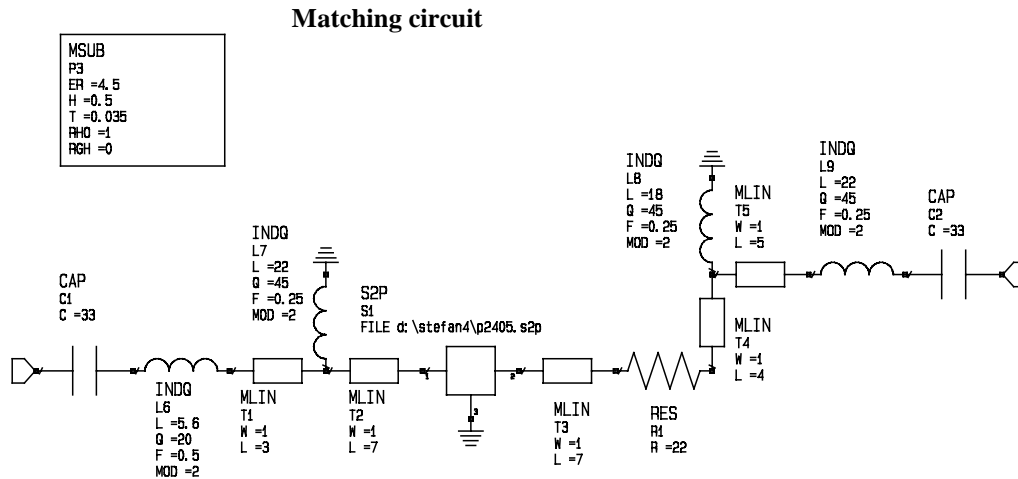 Matching circuit
MSUB
P3
ER =4.5
H =0.5
T =0.035
RHO =1
RGH =0
CAP
C1
C =33
INDQ
L6
L =5.6
Q =20
F =0.5
MOD =2
MLIN
T1
W =1
L =3
INDQ
L7
L =22
Q =45
F =0.25
MOD =2
MLIN
T2
W =1
L =7
S2P
S1
FILE d:\stefan4\p2405.s2p
1
2
3
MLIN
T3
W =1
L =7
RES
R1
R =22
MLIN
T4
W =1
L =4
INDQ
L8
L =18
Q =45
F =0.25
MOD =2
MLIN
T5
W =1
L =5
INDQ
L9
L =22
Q =45
F =0.25
MOD =2
CAP
C2
C =33